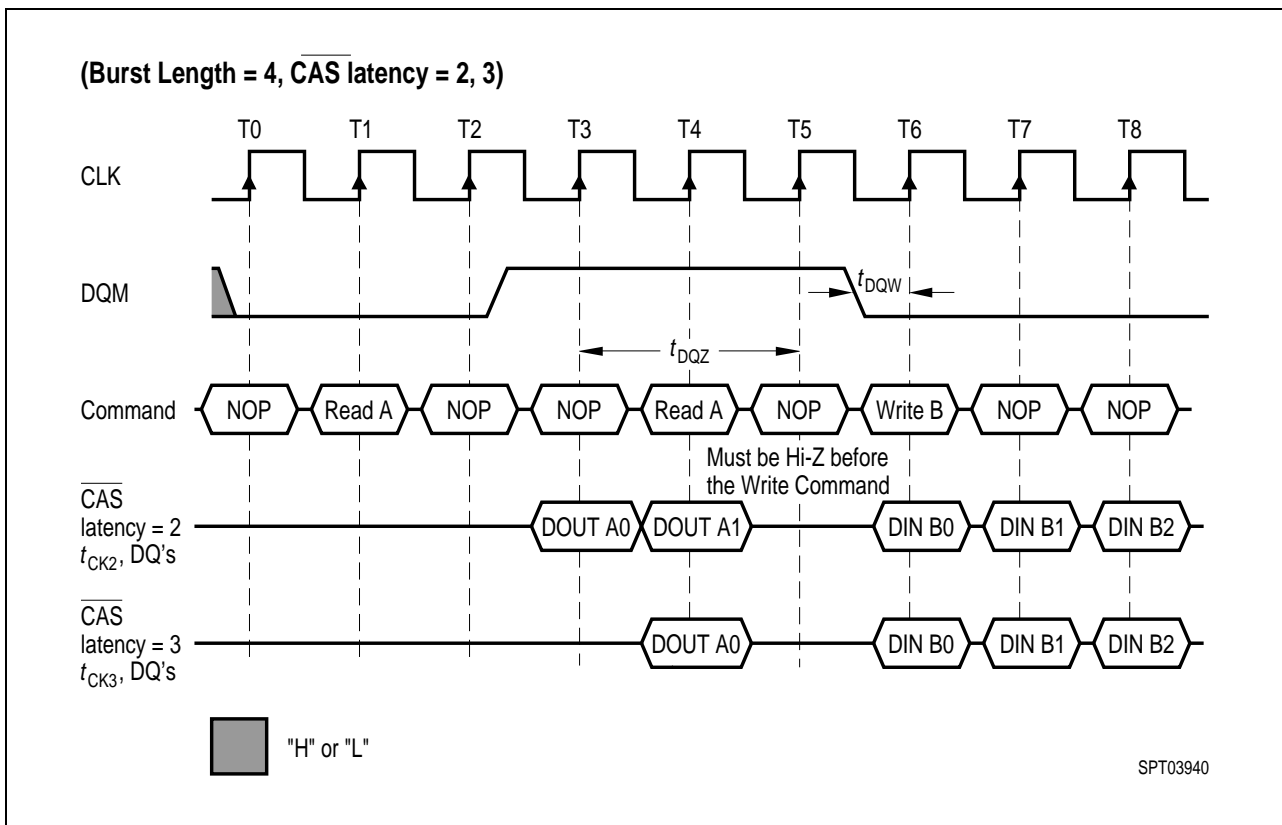 (Burst Length = 4, CAS latency = 2, 3)
T0 T1 T2 T3 T4 T5 T6 T7 T8
CLK
DQM
tDQW
tDQZ
Command NOP Read A NOP NOP Read A NOP Write B NOP NOP
Must be Hi-Z before
the Write Command
CAS
latency = 2 DOUT A0 DOUT A1 DIN B0 DIN B1 DIN B2
tCK2, DQ's
CAS
latency = 3 DOUT A0 DIN B0 DIN B1 DIN B2
tCK3, DQ's
"H" or "L"
SPT03940